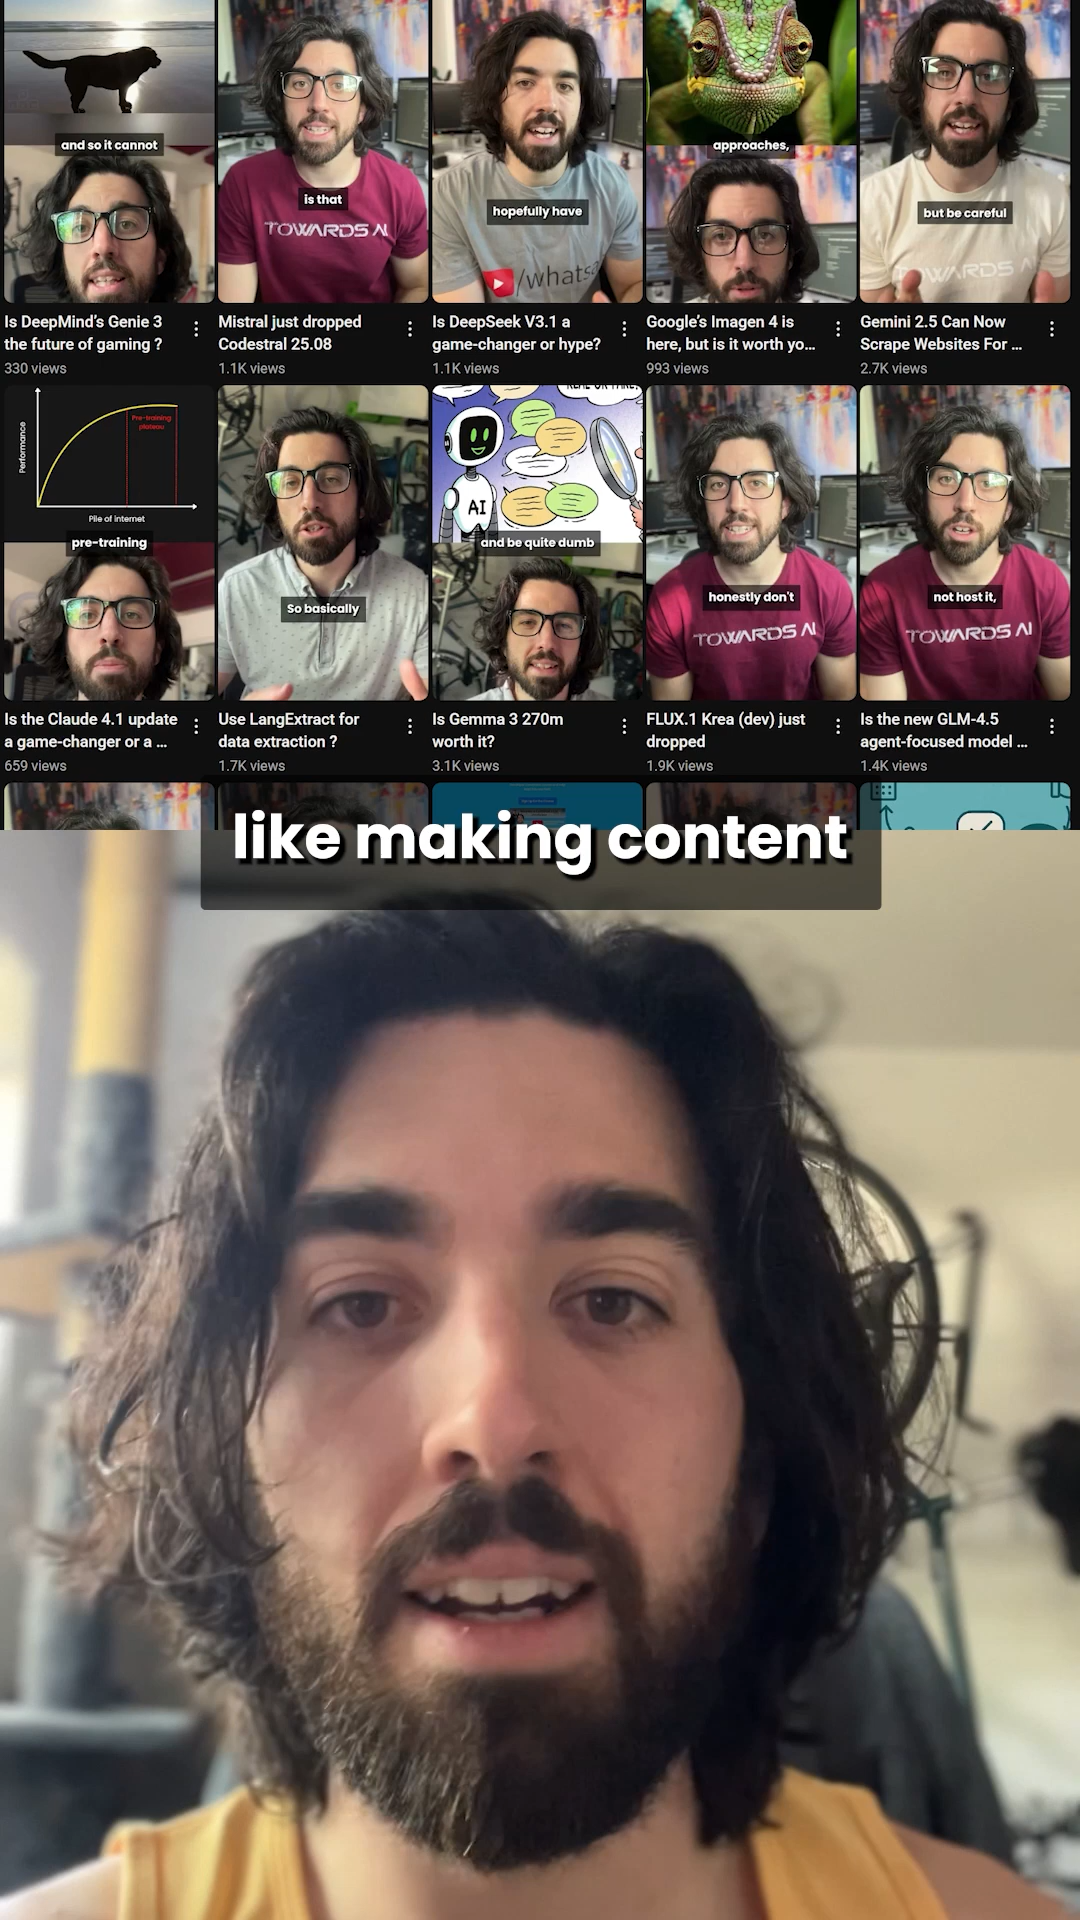 and so it cannot
is that
TOWARDS AI
hopefully have
/whats
approaches,
but be careful
TOWARDS AI
Is DeepMind's Genie 3
the future of gaming ?
330 views
Mistral just dropped
Codestral 25.08
1.1K views
Is DeepSeek V3.1 a
game-changer or hype?
1.1K views
Google's Imagen 4 is
here, but is it worth yo...
993 views
Gemini 2.5 Can Now
Scrape Websites For ...
2.7K views
Performance
Pre-training
plateau
Pile of internet
pre-training
So basically
REAL OR FAKE?
AI
and be quite dumb
honestly don't
TOWARDS AI
not host it,
TOWARDS AI
Is the Claude 4.1 update
a game-changer or a ...
659 views
Use LangExtract for
data extraction ?
1.7K views
Is Gemma 3 270m
worth it?
3.1K views
FLUX.1 Krea (dev) just
dropped
1.9K views
Is the new GLM-4.5
agent-focused model ...
1.4K views
like making content